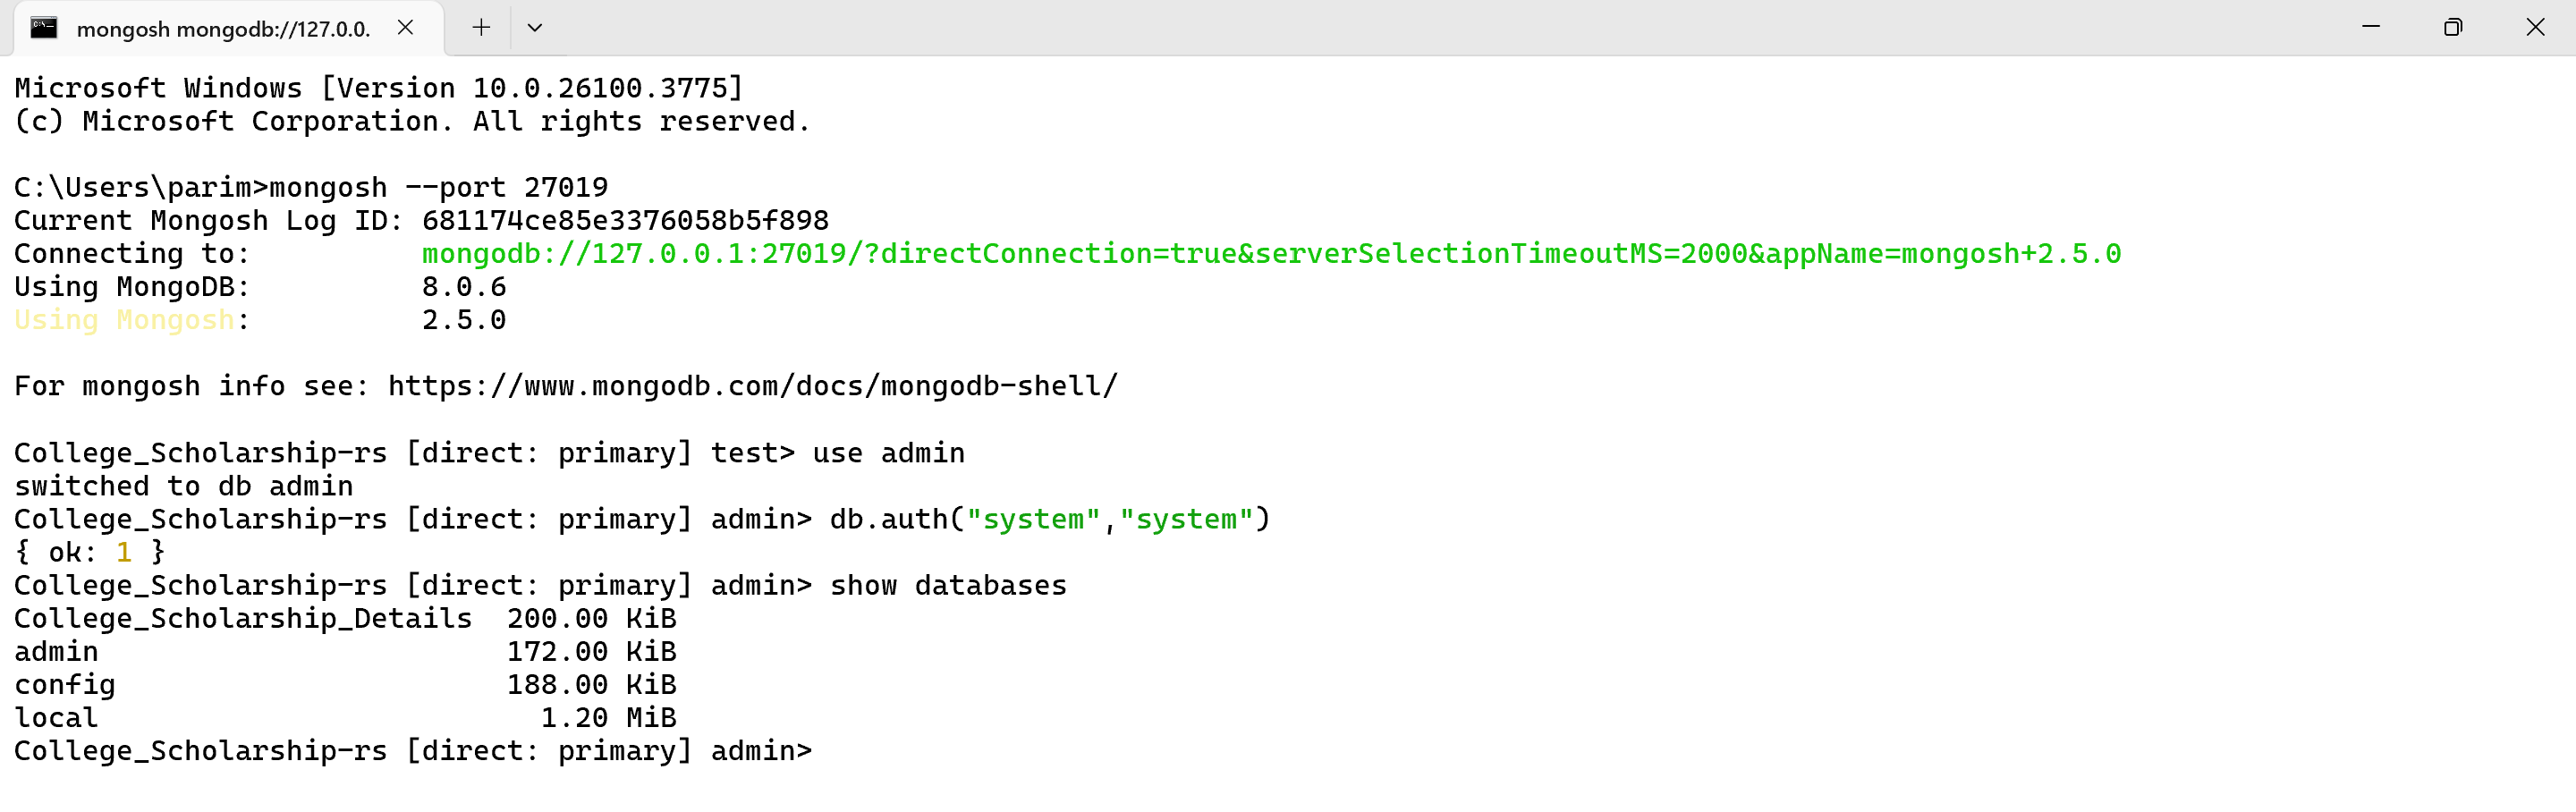 mongosh mongodb://127.0.0.
Microsoft Windows [Version 10.0.26100.3775]
(c) Microsoft Corporation. All rights reserved.
C:\Users\parim>mongosh --port 27019
Current Mongosh Log ID: 681174ce85e3376058b5f898
Connecting to:          mongodb://127.0.0.1:27019/?directConnection=true&serverSelectionTimeoutMS=2000&appName=mongosh+2.5.0
Using MongoDB:          8.0.6
Using Mongosh:          2.5.0
For mongosh info see: https://www.mongodb.com/docs/mongodb-shell/
College_Scholarship-rs [direct: primary] test> use admin
switched to db admin
College_Scholarship-rs [direct: primary] admin> db.auth("system","system")
{ ok: 1 }
College_Scholarship-rs [direct: primary] admin> show databases
College_Scholarship_Details  200.00 KiB
admin                        172.00 KiB
config                       188.00 KiB
local                          1.20 MiB
College_Scholarship-rs [direct: primary] admin>